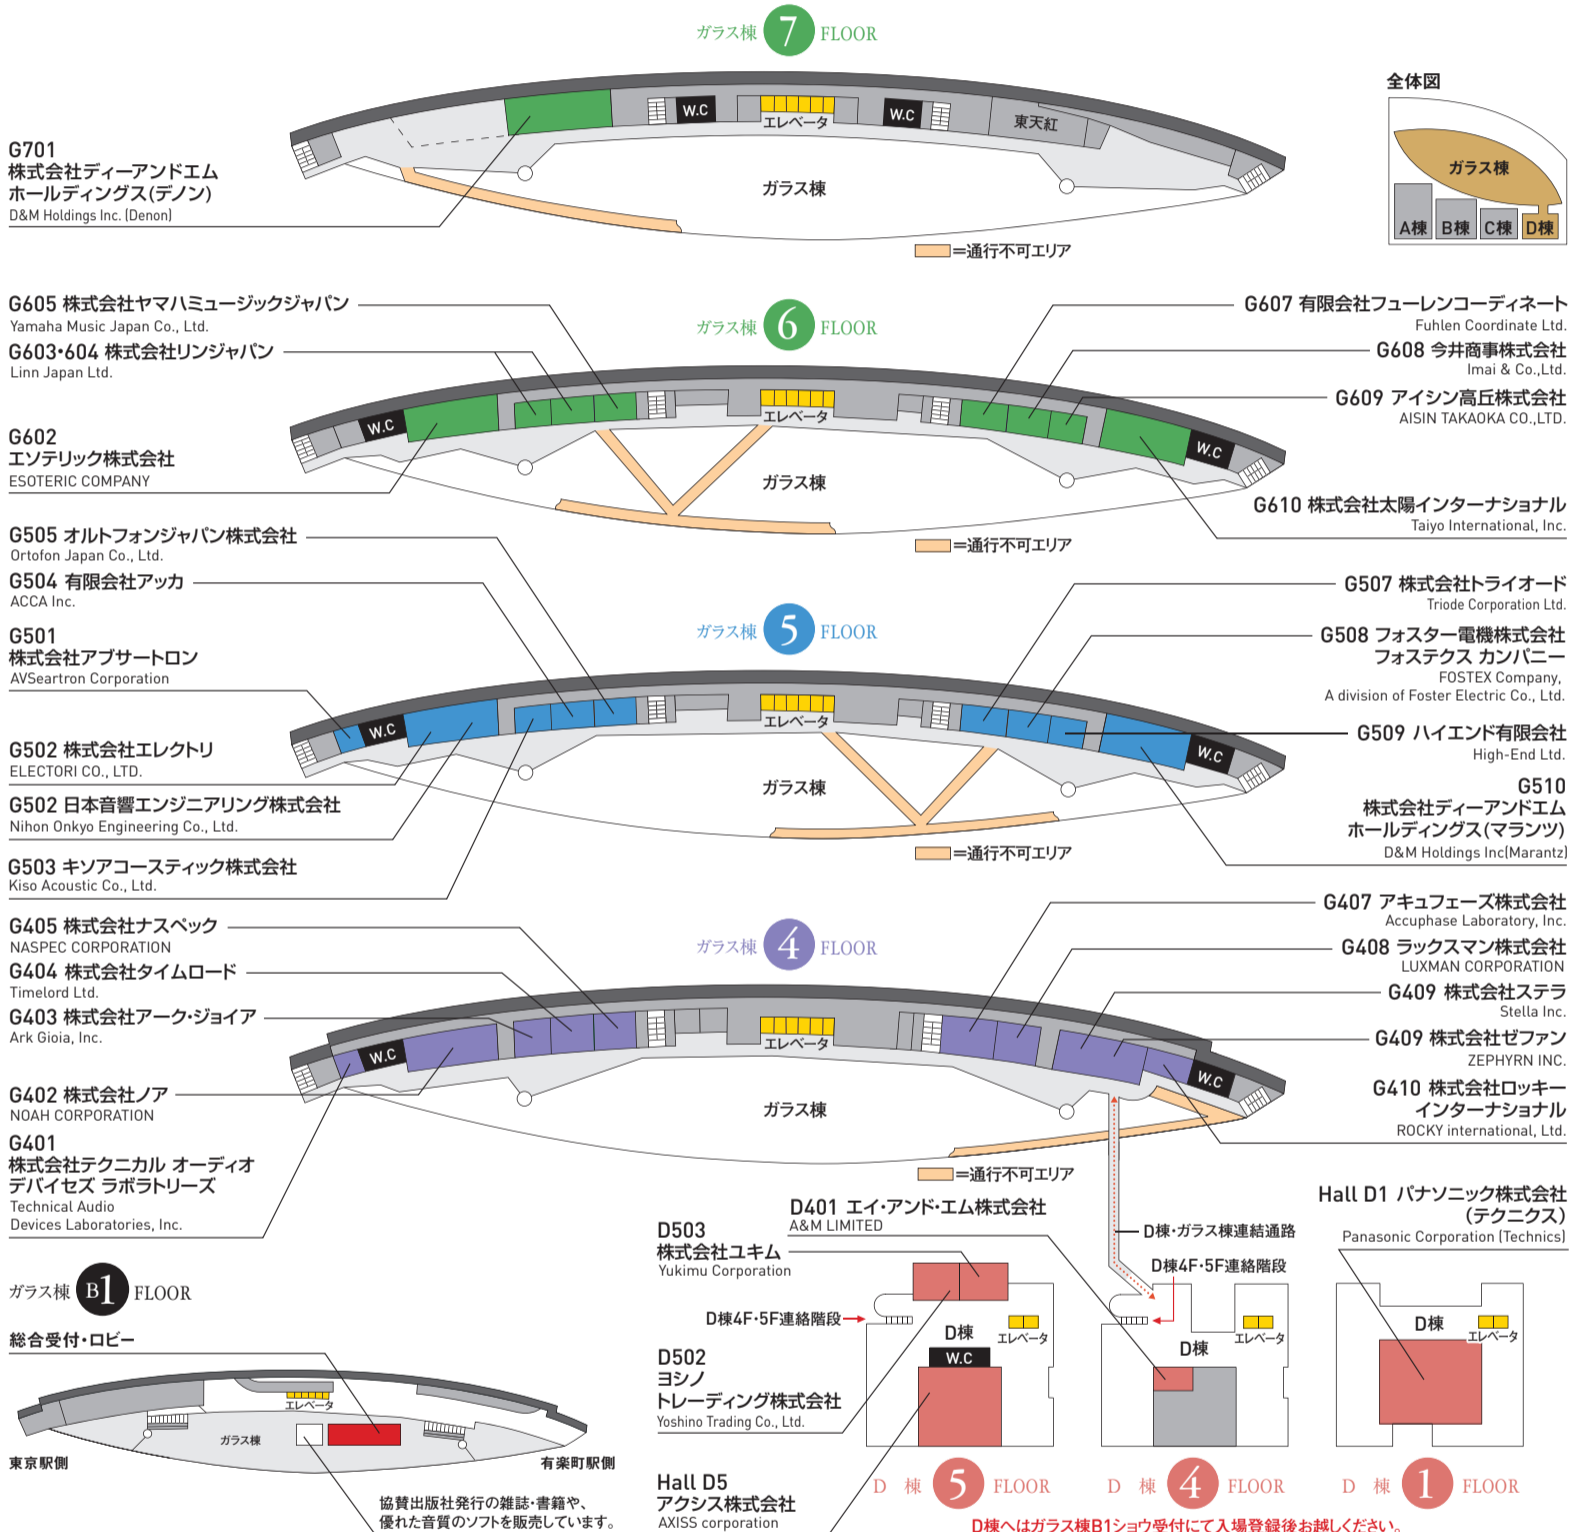 ガラス棟 7 FLOOR
W.C
エレベータ
W.C
東天紅
ガラス棟
=通行不可エリア
G701
株式会社ディーアンドエム
ホールディングス(デノン)
D&M Holdings Inc. (Denon)
全体図
ガラス棟
A棟 B棟 C棟 D棟
ガラス棟 6 FLOOR
G605 株式会社ヤマハミュージックジャパン
Yamaha Music Japan Co., Ltd.
G603・604 株式会社リンジャパン
Linn Japan Ltd.
G602
エソテリック株式会社
ESOTERIC COMPANY
W.C
エレベータ
W.C
ガラス棟
=通行不可エリア
G607 有限会社フューレンコーディネート
Fuhlen Coordinate Ltd.
G608 今井商事株式会社
Imai & Co.,Ltd.
G609 アイシン高丘株式会社
AISIN TAKAOKA CO.,LTD.
G610 株式会社太陽インターナショナル
Taiyo International, Inc.
ガラス棟 5 FLOOR
G505 オルトフォンジャパン株式会社
Ortofon Japan Co., Ltd.
G504 有限会社アッカ
ACCA Inc.
G501
株式会社アブサートロン
AVSeartron Corporation
G502 株式会社エレクトリ
ELECTORI CO., LTD.
G502 日本音響エンジニアリング株式会社
Nihon Onkyo Engineering Co., Ltd.
G503 キソアコースティック株式会社
Kiso Acoustic Co., Ltd.
W.C
エレベータ
W.C
ガラス棟
=通行不可エリア
G507 株式会社トライオード
Triode Corporation Ltd.
G508 フォスター電機株式会社
フォステクス カンパニー
FOSTEX Company,
A division of Foster Electric Co., Ltd.
G509 ハイエンド有限会社
High-End Ltd.
G510
株式会社ディーアンドエム
ホールディングス(マランツ)
D&M Holdings Inc(Marantz)
ガラス棟 4 FLOOR
G405 株式会社ナスペック
NASPEC CORPORATION
G404 株式会社タイムロード
Timelord Ltd.
G403 株式会社アーク・ジョイア
Ark Gioia, Inc.
G402 株式会社ノア
NOAH CORPORATION
G401
株式会社テクニカル オーディオ
デバイセズ ラボラトリーズ
Technical Audio
Devices Laboratories, Inc.
W.C
エレベータ
W.C
ガラス棟
=通行不可エリア
G407 アキュフェーズ株式会社
Accuphase Laboratory, Inc.
G408 ラックスマン株式会社
LUXMAN CORPORATION
G409 株式会社ステラ
Stella Inc.
G409 株式会社ゼファン
ZEPHYRN INC.
G410 株式会社ロッキー
インターナショナル
ROCKY international, Ltd.
ガラス棟 B1 FLOOR
総合受付・ロビー
エレベータ
ガラス棟
東京駅側
有楽町駅側
協賛出版社発行の雑誌・書籍や、
優れた音質のソフトを販売しています。
D503
株式会社ユキム
Yukimu Corporation
D棟4F・5F連絡階段
D502
ヨシノ
トレーディング株式会社
Yoshino Trading Co., Ltd.
Hall D5
アクシス株式会社
AXISS corporation
D棟
エレベータ
W.C
D 棟 5 FLOOR
D401 エイ・アンド・エム株式会社
A&M LIMITED
D棟・ガラス棟連結通路
D棟4F・5F連絡階段
エレベータ
D棟
D 棟 4 FLOOR
Hall D1 パナソニック株式会社
(テクニクス)
Panasonic Corporation (Technics)
D棟
エレベータ
D 棟 1 FLOOR
D棟へはガラス棟B1ショウ受付にて入場登録後お越しください。